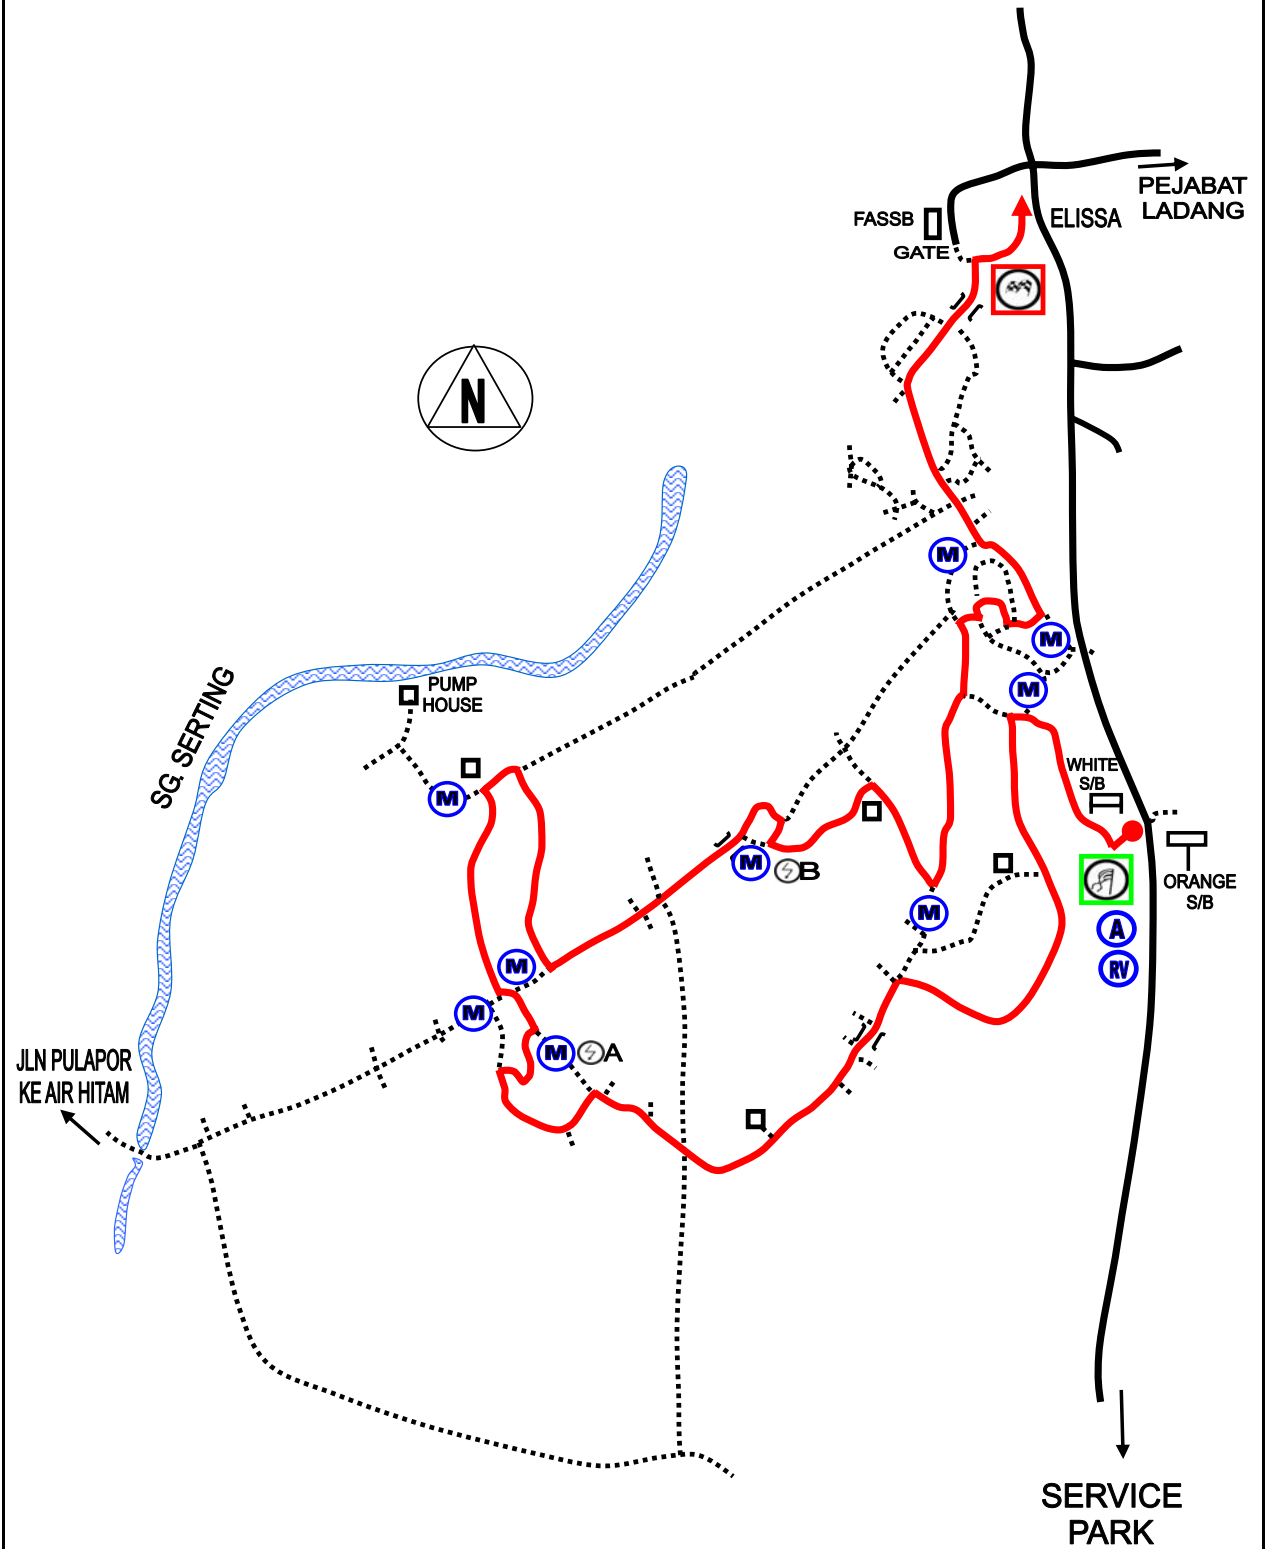 PEJABAT
LADANG
FASSB
ELISSA
GATE
N
M
SG. SERTING
PUMP
HOUSE
M
M
WHITE
S/B
M
M
B
ORANGE
S/B
M
A
RV
M
M
M
A
JLN PULAPOR
KE AIR HITAM
SERVICE
PARK